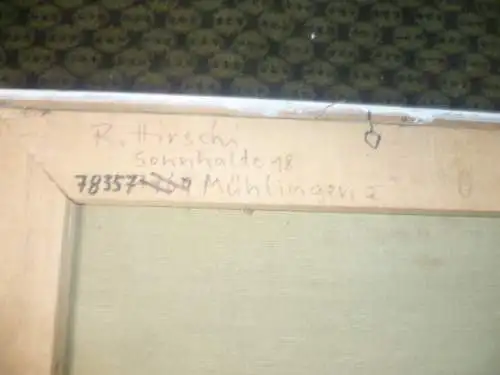 R. Hirschi
Sonnhalde 18
78357 Mühlingen 2